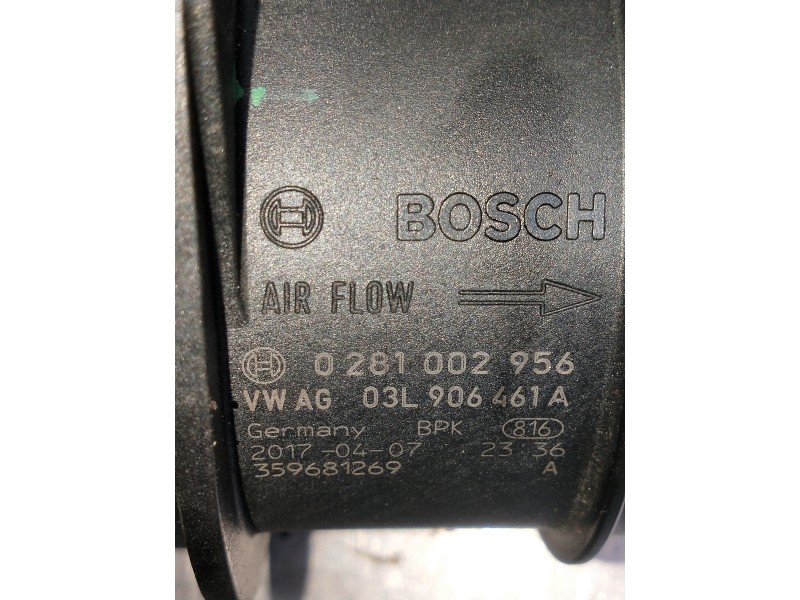 BOSCH
AIR FLOW
0 281 002 956
VW AG 03L 906 461 A
Germany BPK 816
2017-04-07 23 36
359681269 A